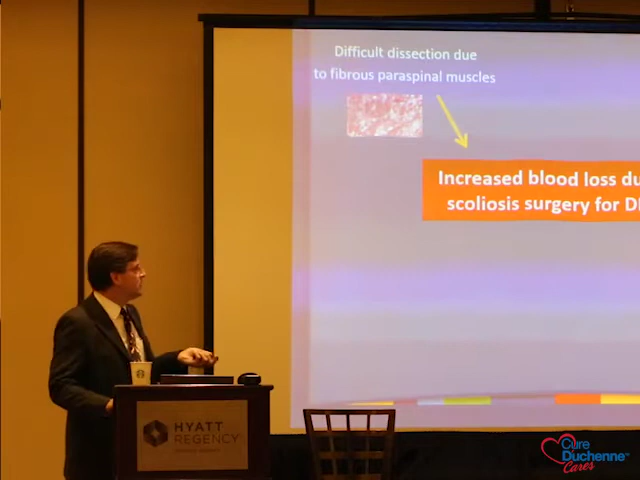 Difficult dissection due
to fibrous paraspinal muscles
Increased blood loss du
scoliosis surgery for D
HYATT
REGENCY
Cure
Duchenne
Cares